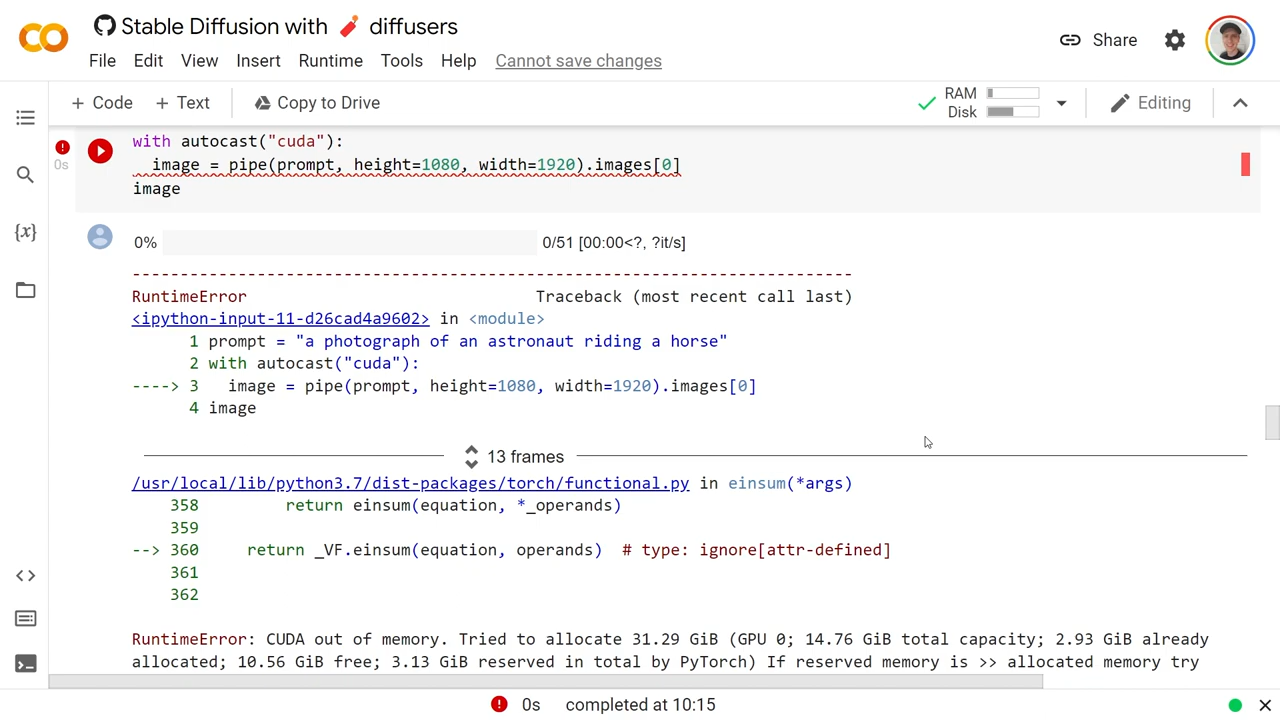 Stable Diffusion with 🧨 diffusers
File Edit View Insert Runtime Tools Help Cannot save changes
Share
+ Code + Text Copy to Drive
RAM
Disk
Editing
with autocast("cuda"):
image = pipe(prompt, height=1080, width=1920).images[0]
image
0s
{x}
0% 0/51 [00:00<?, ?it/s]
---------------------------------------------------------------------------
RuntimeError Traceback (most recent call last)
<ipython-input-11-d26cad4a9602> in <module>
1 prompt = "a photograph of an astronaut riding a horse"
2 with autocast("cuda"):
----> 3 image = pipe(prompt, height=1080, width=1920).images[0]
4 image
13 frames
/usr/local/lib/python3.7/dist-packages/torch/functional.py in einsum(*args)
358 return einsum(equation, *_operands)
359
--> 360 return _VF.einsum(equation, operands) # type: ignore[attr-defined]
361
362
RuntimeError: CUDA out of memory. Tried to allocate 31.29 GiB (GPU 0; 14.76 GiB total capacity; 2.93 GiB already
allocated; 10.56 GiB free; 3.13 GiB reserved in total by PyTorch) If reserved memory is >> allocated memory try
0s completed at 10:15